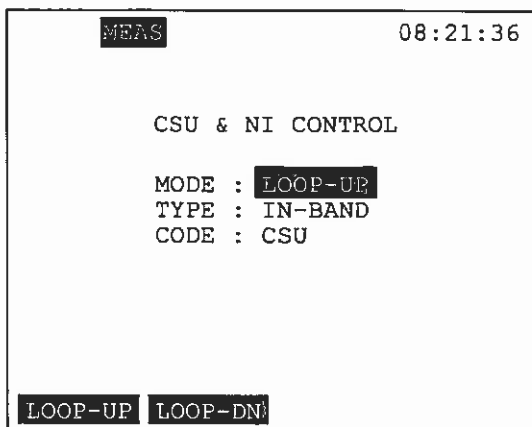 MEAS 08:21:36
CSU & NI CONTROL
MODE : LOOP-UP
TYPE : IN-BAND
CODE : CSU
LOOP-UP LOOP-DN